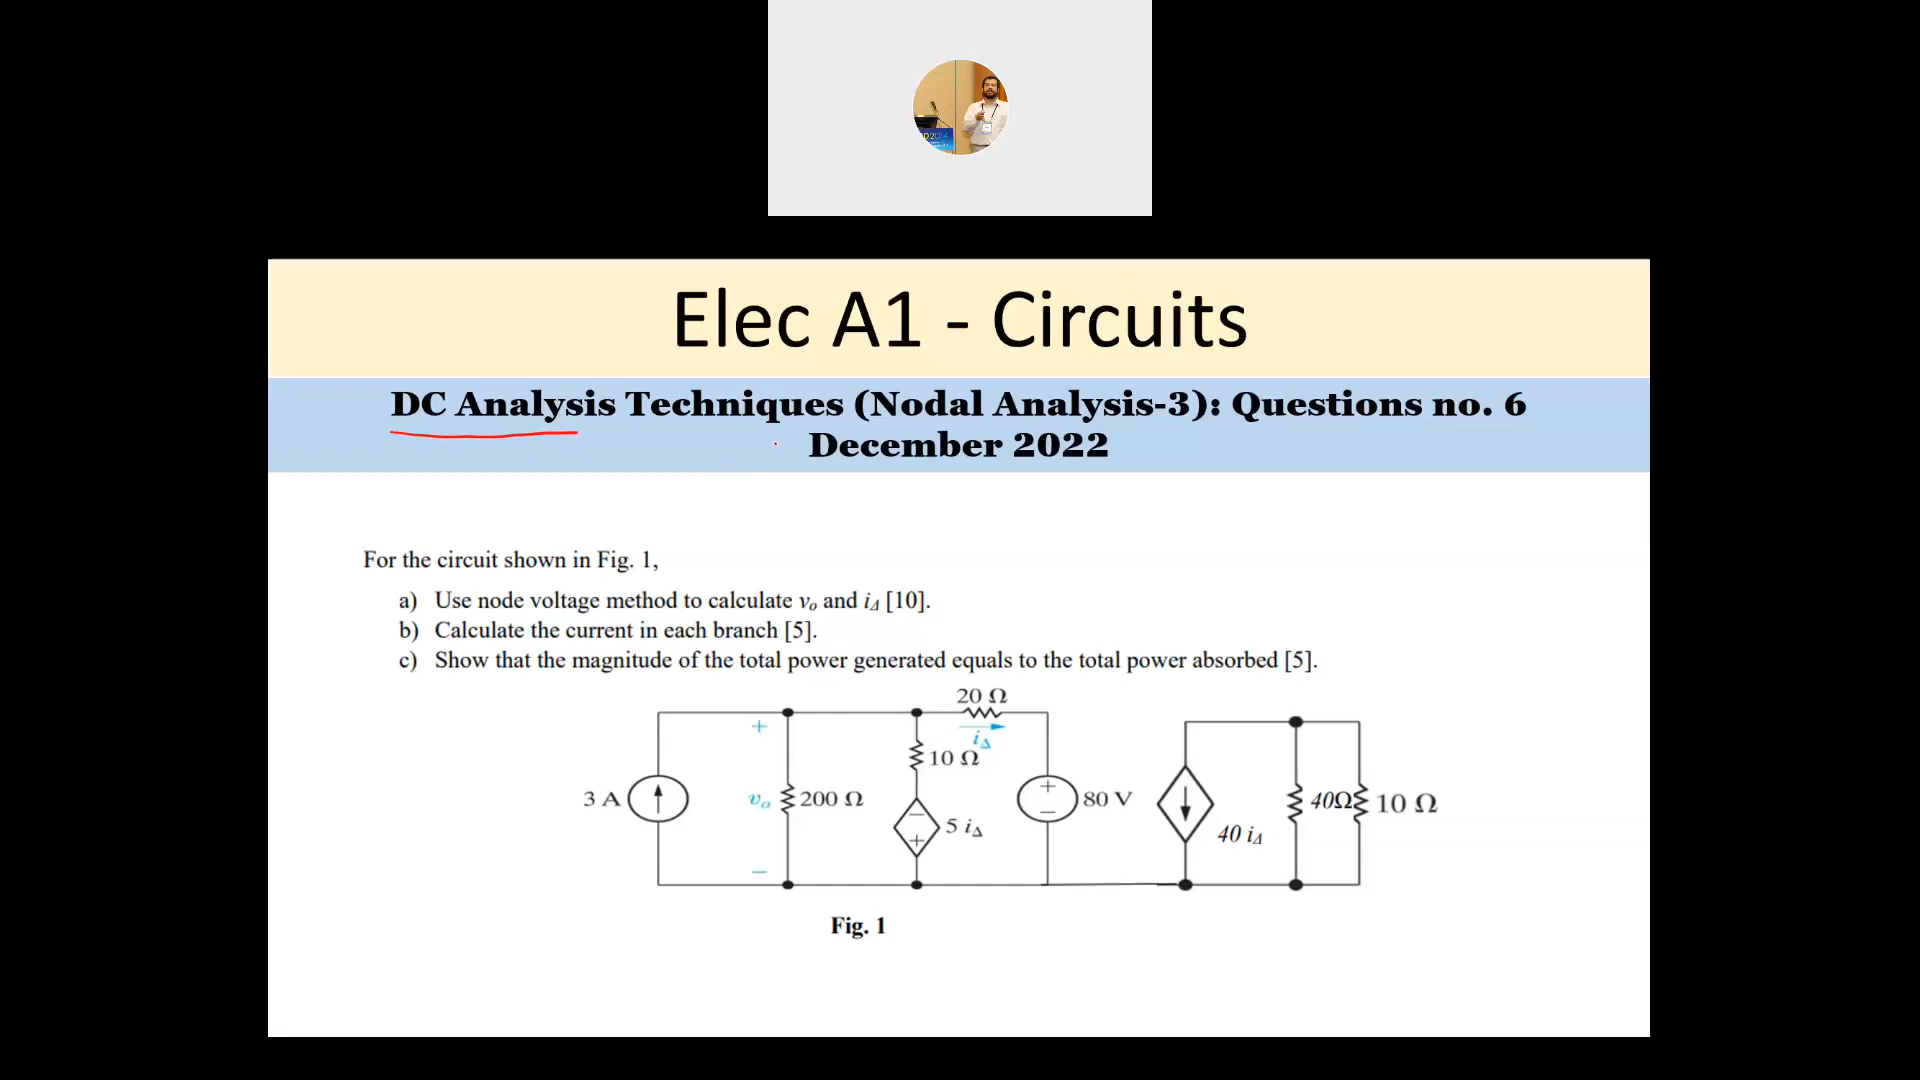 Elec A1 - Circuits
DC Analysis Techniques (Nodal Analysis-3): Questions no. 6
December 2022
For the circuit shown in Fig. 1,
a) Use node voltage method to calculate vₒ and i_Δ [10].
b) Calculate the current in each branch [5].
c) Show that the magnitude of the total power generated equals to the total power absorbed [5].
20 Ω
+
i_Δ
10 Ω
3 A
vₒ
200 Ω
+
−
80 V
40Ω
10 Ω
−
+
5 i_Δ
40 i_Δ
−
Fig. 1